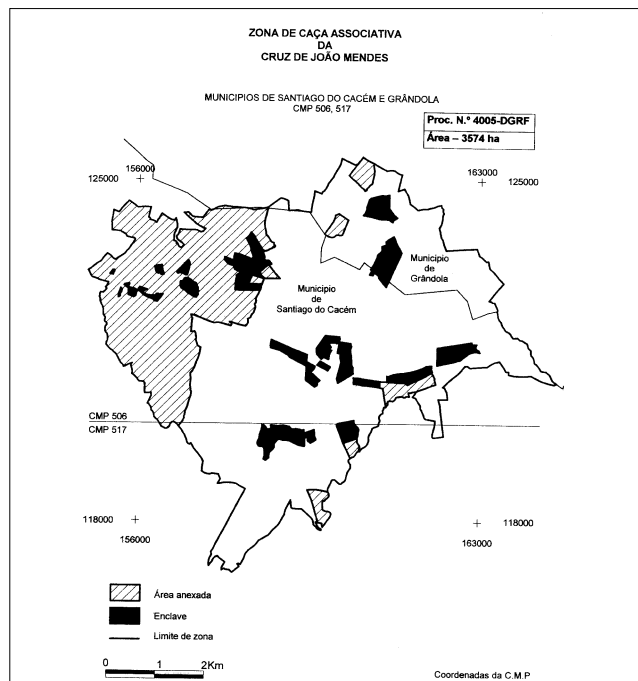 ZONA DE CAÇA ASSOCIATIVA
DA
CRUZ DE JOÃO MENDES
MUNICIPIOS DE SANTIAGO DO CACÉM E GRÂNDOLA
CMP 506, 517
Proc. N.º 4005-DGRF
Área – 3574 ha
156000
125000
163000
125000
Municipio
de
Grândola
Municipio
de
Santiago do Cacém
CMP 506
CMP 517
118000
156000
163000
118000
Área anexada
Enclave
Limite de zona
0 1 2Km
Coordenadas da C.M.P